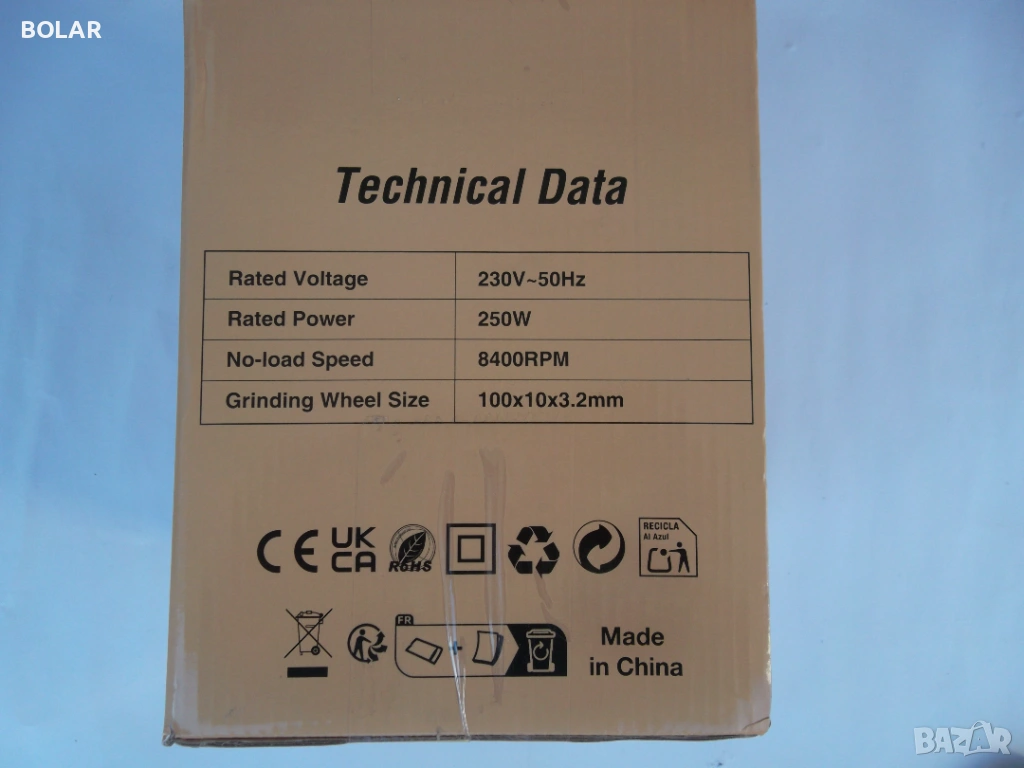 BOLAR
Technical Data
Rated Voltage 230V~50Hz
Rated Power 250W
No-load Speed 8400RPM
Grinding Wheel Size 100x10x3.2mm
CE UK CA RoHS RECICLA Al Azul
FR
Made in China
BAZAR